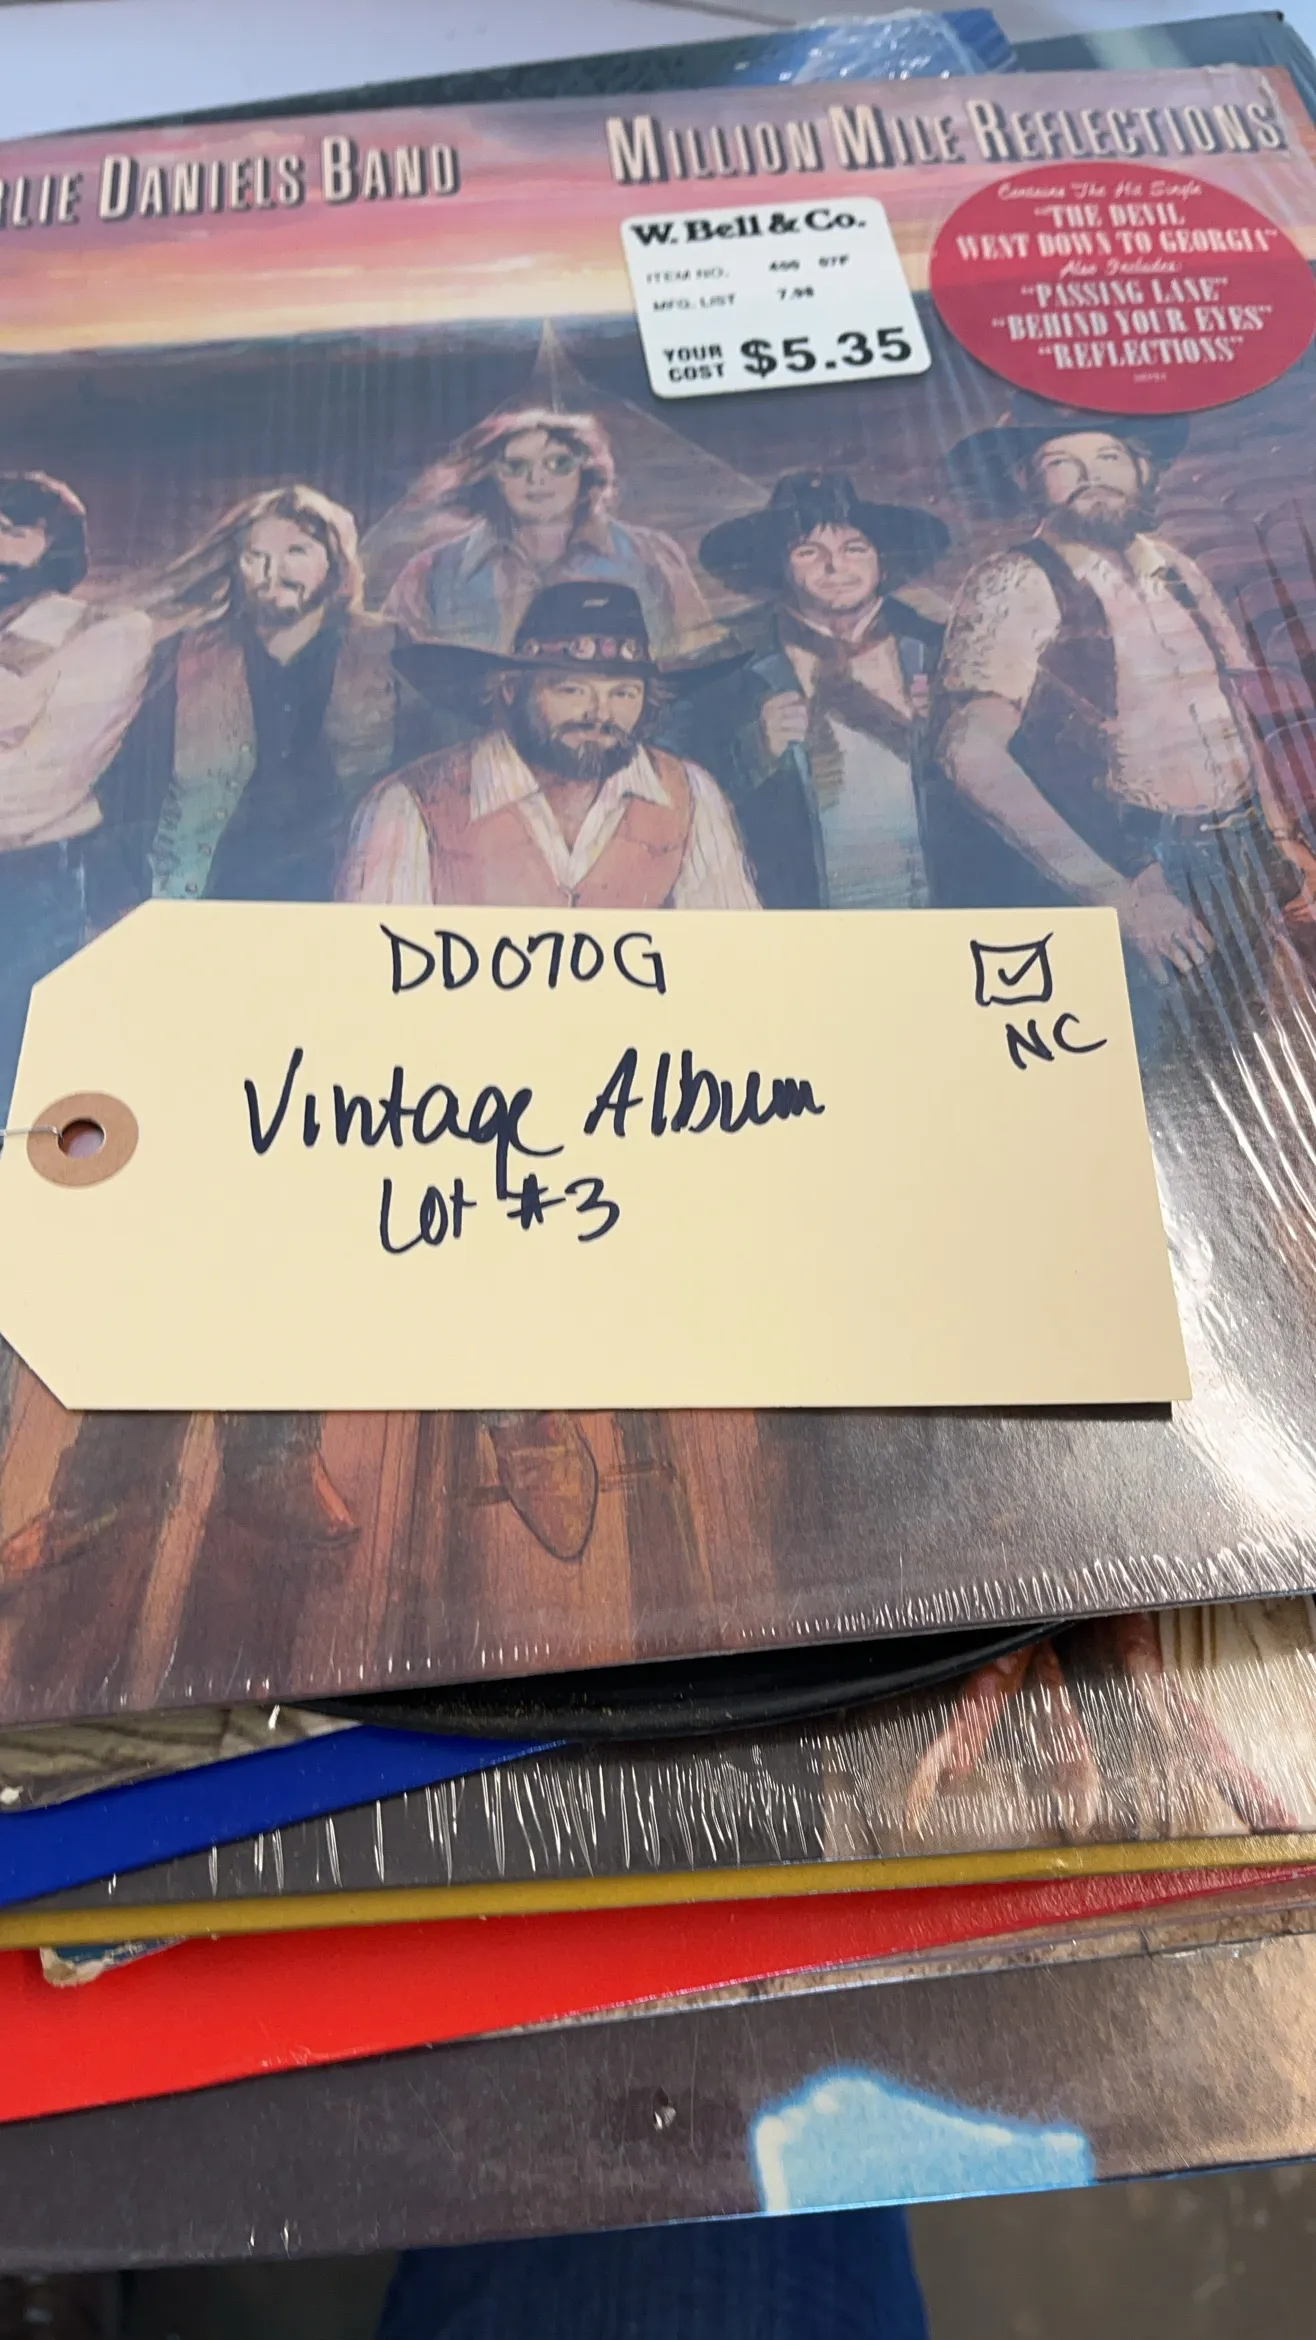 DANIELS BAND
MILLION MILE REFLECTIONS
W. Bell & Co.
ITEM NO. 400 07F
MFG. LIST 7.98
YOUR COST $5.35
Contains The Hit Single
"THE DEVIL
WENT DOWN TO GEORGIA"
Also Includes
"PASSING LANE"
"BEHIND YOUR EYES"
"REFLECTIONS"
DD070G
NC
Vintage Album
Lot #3